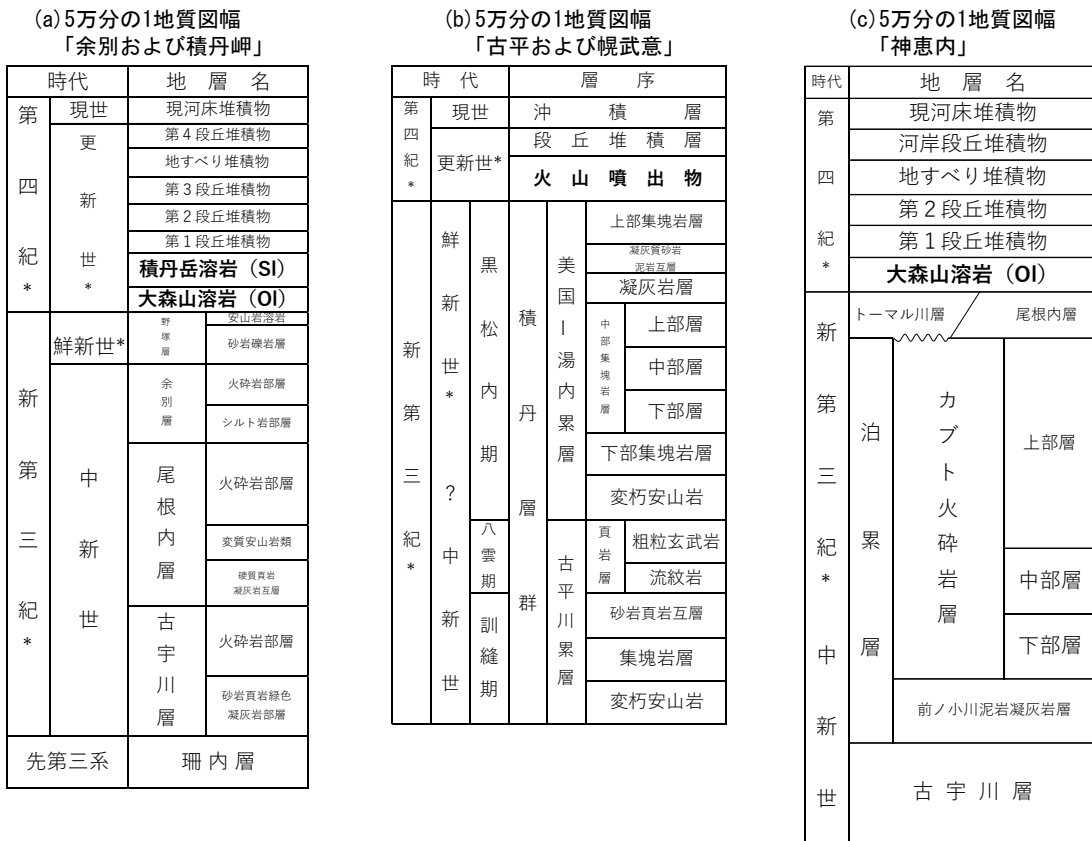 (a)5万分の1地質図幅
「余別および積丹岬」
時代 地層名
第四紀*
現世 現河床堆積物
更新世*
第4段丘堆積物
地すべり堆積物
第3段丘堆積物
第2段丘堆積物
第1段丘堆積物
積丹岳溶岩（Sl）
大森山溶岩（Ol）
新第三紀*
鮮新世*
野塚層
安山岩溶岩
砂岩礫岩層
中新世
余別層
火砕岩部層
シルト岩部層
尾根内層
火砕岩部層
変質安山岩類
硬質頁岩
凝灰岩互層
古宇川層
火砕岩部層
砂岩頁岩緑色
凝灰岩部層
先第三系 珊内層
(b)5万分の1地質図幅
「古平および幌武意」
時代 層序
第四紀*
現世 沖積層
更新世*
段丘堆積層
火山噴出物
新第三紀*
鮮新世*?中新世
黒松内期
積丹層群
美国ー湯内累層
上部集塊岩層
凝灰質砂岩
泥岩互層
凝灰岩層
中部集塊岩層
上部層
中部層
下部層
下部集塊岩層
変朽安山岩
八雲期
訓縫期
古平川累層
頁岩層
粗粒玄武岩
流紋岩
砂岩頁岩互層
集塊岩層
変朽安山岩
(c)5万分の1地質図幅
「神恵内」
時代 地層名
第四紀*
現河床堆積物
河岸段丘堆積物
地すべり堆積物
第2段丘堆積物
第1段丘堆積物
大森山溶岩（Ol）
新第三紀*中新世
トーマル川層 尾根内層
泊累層
カブト火砕岩層
上部層
中部層
下部層
前ノ小川泥岩凝灰岩層
古宇川層